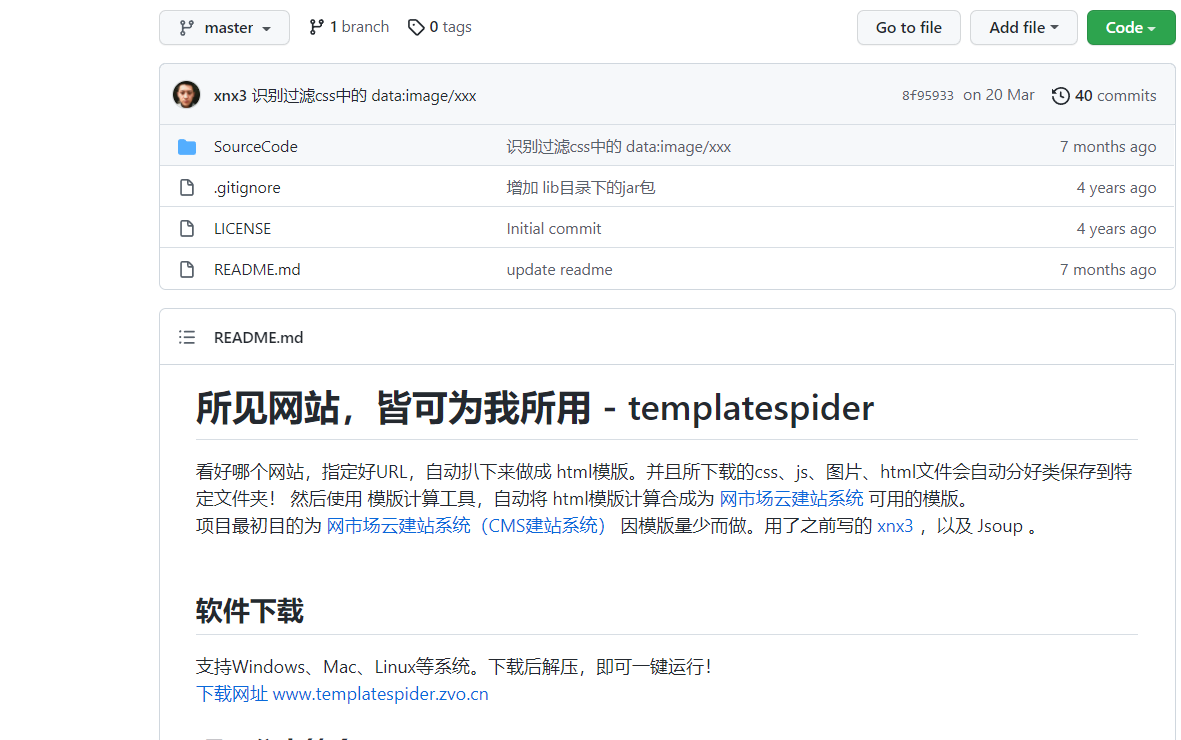 master 1 branch 0 tags Go to file Add file Code
xnx3 识别过滤css中的 data:image/xxx 8f95933 on 20 Mar 40 commits
SourceCode 识别过滤css中的 data:image/xxx 7 months ago
.gitignore 增加 lib目录下的jar包 4 years ago
LICENSE Initial commit 4 years ago
README.md update readme 7 months ago
README.md
所见网站，皆可为我所用 - templatespider
看好哪个网站，指定好URL，自动扒下来做成 html模版。并且所下载的css、js、图片、html文件会自动分好类保存到特
定文件夹！ 然后使用 模版计算工具，自动将 html模版计算合成为 网市场云建站系统 可用的模版。
项目最初目的为 网市场云建站系统（CMS建站系统） 因模版量少而做。用了之前写的 xnx3 ，以及 Jsoup 。
软件下载
支持Windows、Mac、Linux等系统。下载后解压，即可一键运行！
下载网址 www.templatespider.zvo.cn